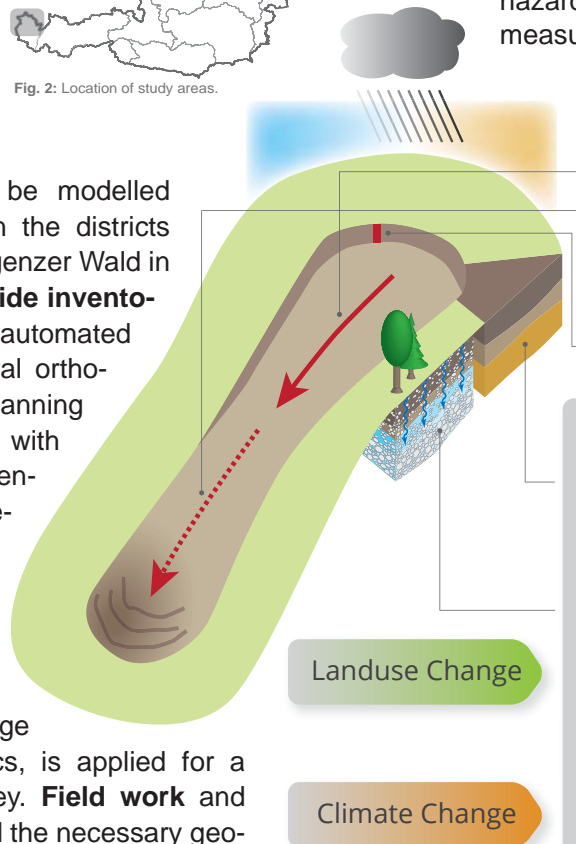 hazard
measu
Fig. 2: Location of study areas.
be modelled
n the districts
genzer Wald in
ide invento-
automated
al ortho-
anning
with
en-
e-
ge
cs, is applied for a
ey. Field work and
d the necessary geo-
Landuse Change
Climate Change